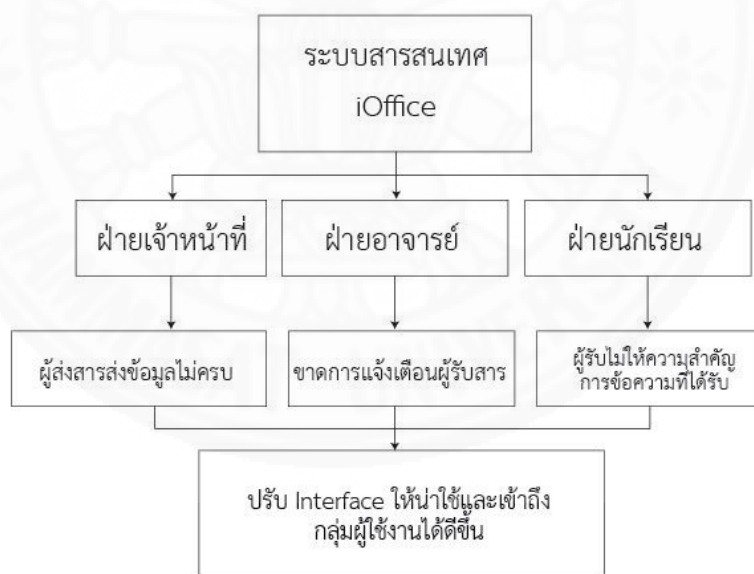 ระบบสารสนเทศ
iOffice
ฝ่ายเจ้าหน้าที่
ฝ่ายอาจารย์
ฝ่ายนักเรียน
ผู้ส่งสารส่งข้อมูลไม่ครบ
ขาดการแจ้งเตือนผู้รับสาร
ผู้รับไม่ให้ความสำคัญ
การข้อความที่ได้รับ
ปรับ Interface ให้น่าใช้และเข้าถึง
กลุ่มผู้ใช้งานได้ดีขึ้น